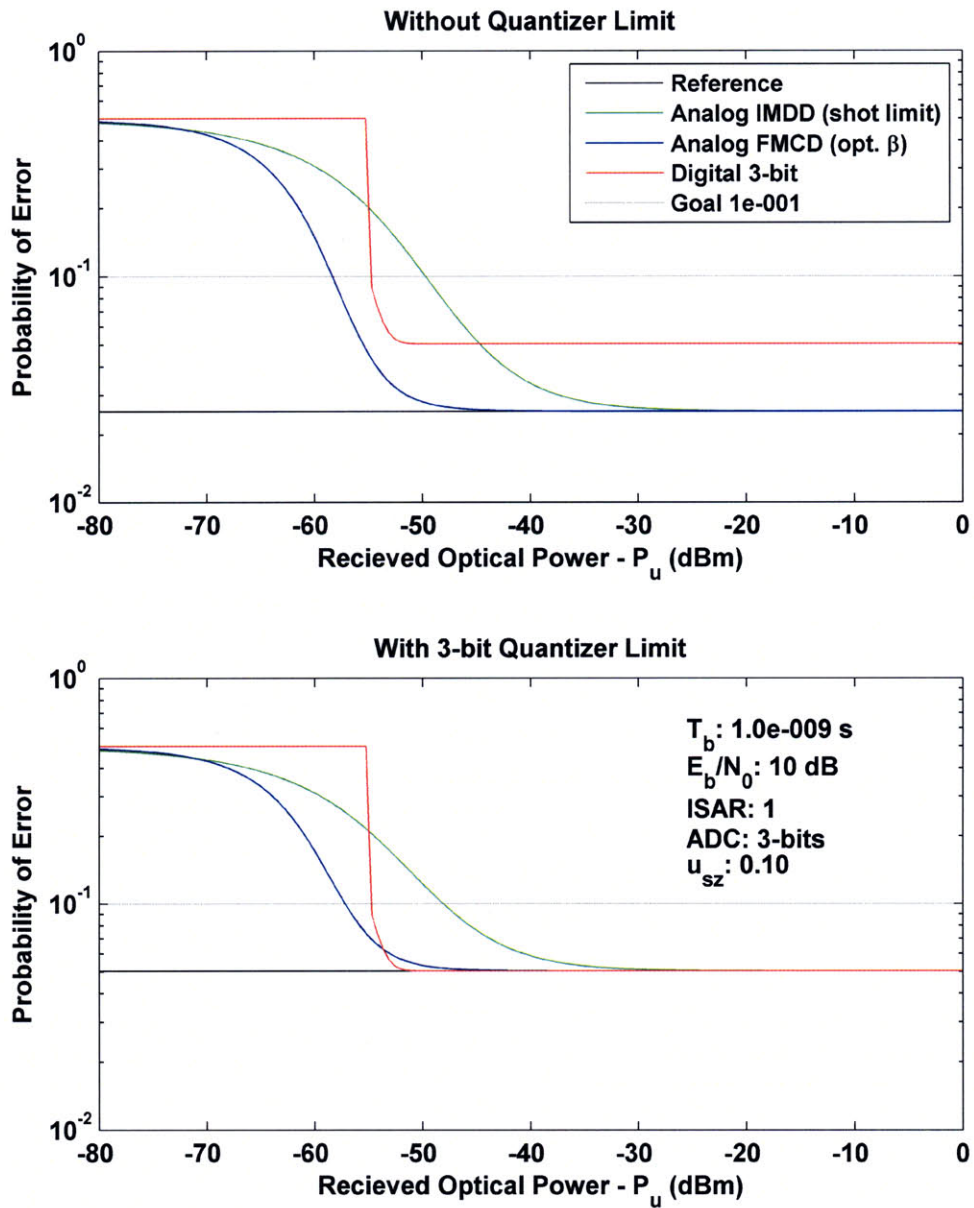 Without Quantizer Limit
10^0
10^-1
10^-2
Probability of Error
Reference
Analog IMDD (shot limit)
Analog FMCD (opt. β)
Digital 3-bit
Goal 1e-001
-80 -70 -60 -50 -40 -30 -20 -10 0
Recieved Optical Power - P_u (dBm)
With 3-bit Quantizer Limit
10^0
10^-1
10^-2
Probability of Error
T_b: 1.0e-009 s
E_b/N_0: 10 dB
ISAR: 1
ADC: 3-bits
u_sz: 0.10
-80 -70 -60 -50 -40 -30 -20 -10 0
Recieved Optical Power - P_u (dBm)